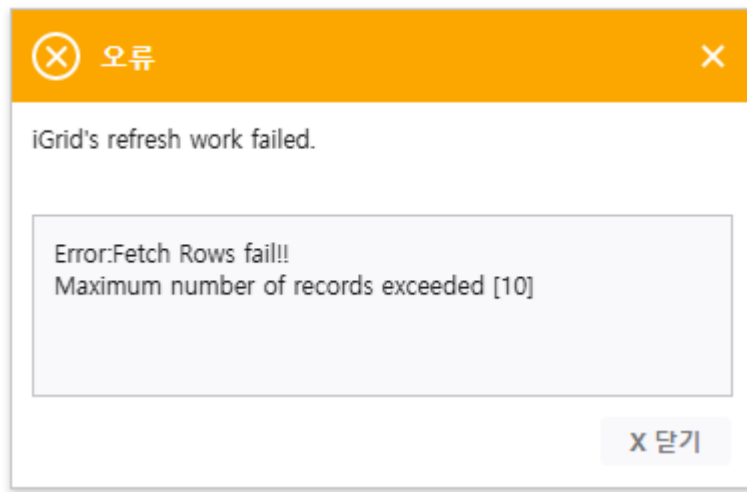 오류
iGrid's refresh work failed.
Error:Fetch Rows fail!!
Maximum number of records exceeded [10]
X 닫기